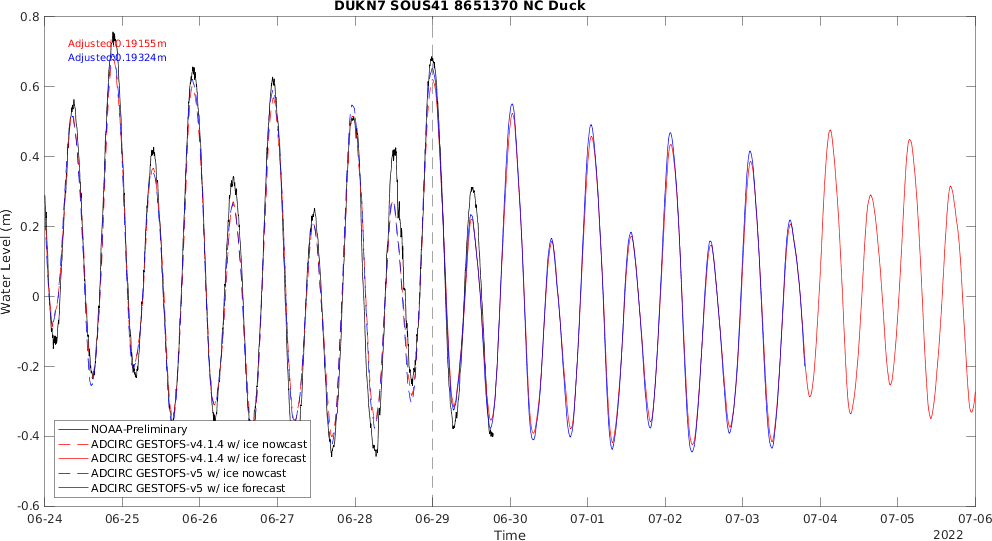 DUKN7 SOUS41 8651370 NC Duck
0.8
Adjusted 0.19155m
Adjusted 0.19324m
0.6
0.4
0.2
0
-0.2
-0.4
-0.6
Water Level (m)
NOAA-Preliminary
ADCIRC GESTOFS-v4.1.4 w/ ice nowcast
ADCIRC GESTOFS-v4.1.4 w/ ice forecast
ADCIRC GESTOFS-v5 w/ ice nowcast
ADCIRC GESTOFS-v5 w/ ice forecast
06-24 06-25 06-26 06-27 06-28 06-29 06-30 07-01 07-02 07-03 07-04 07-05 07-06
Time
2022